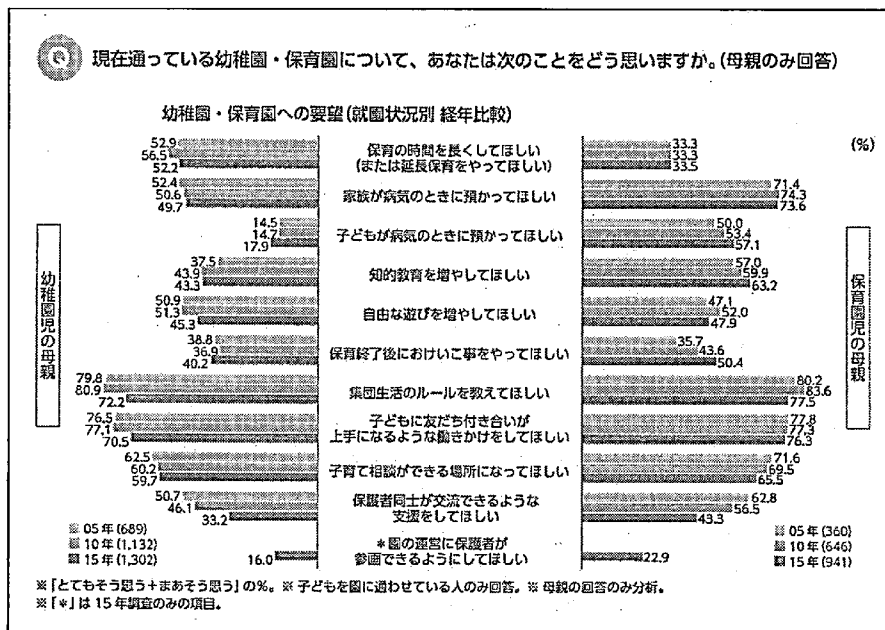 Q 現在通っている幼稚園・保育園について、あなたは次のことをどう思いますか。(母親のみ回答)
幼稚園・保育園への要望(就園状況別 経年比較)
(%)
幼稚園児の母親
保育園児の母親
52.9
56.5
52.2
保育の時間を長くしてほしい
(または延長保育をやってほしい)
33.3
33.3
33.5
52.4
50.6
49.7
家族が病気のときに預かってほしい
71.4
74.3
73.6
14.5
14.7
17.9
子どもが病気のときに預かってほしい
50.0
53.4
57.1
37.5
43.9
43.3
知的教育を増やしてほしい
57.0
59.9
63.2
50.9
51.3
45.3
自由な遊びを増やしてほしい
47.1
52.0
47.9
38.8
36.9
40.2
保育終了後におけいこ事をやってほしい
35.7
43.6
50.4
79.8
80.9
72.2
集団生活のルールを教えてほしい
80.2
83.6
77.5
76.5
77.1
70.5
子どもに友だち付き合いが
上手になるような働きかけをしてほしい
77.8
77.3
76.3
62.5
60.2
59.7
子育て相談ができる場所になってほしい
71.6
69.5
65.5
50.7
46.1
33.2
保護者同士が交流できるような
支援をしてほしい
62.8
56.5
43.3
16.0
*園の運営に保護者が
参画できるようにしてほしい
22.9
05年(689)
10年(1,132)
15年(1,302)
05年(360)
10年(646)
15年(941)
※「とてもそう思う+まあそう思う」の%。 ※ 子どもを園に通わせている人のみ回答。 ※ 母親の回答のみ分析。
※「*」は15年調査のみの項目。